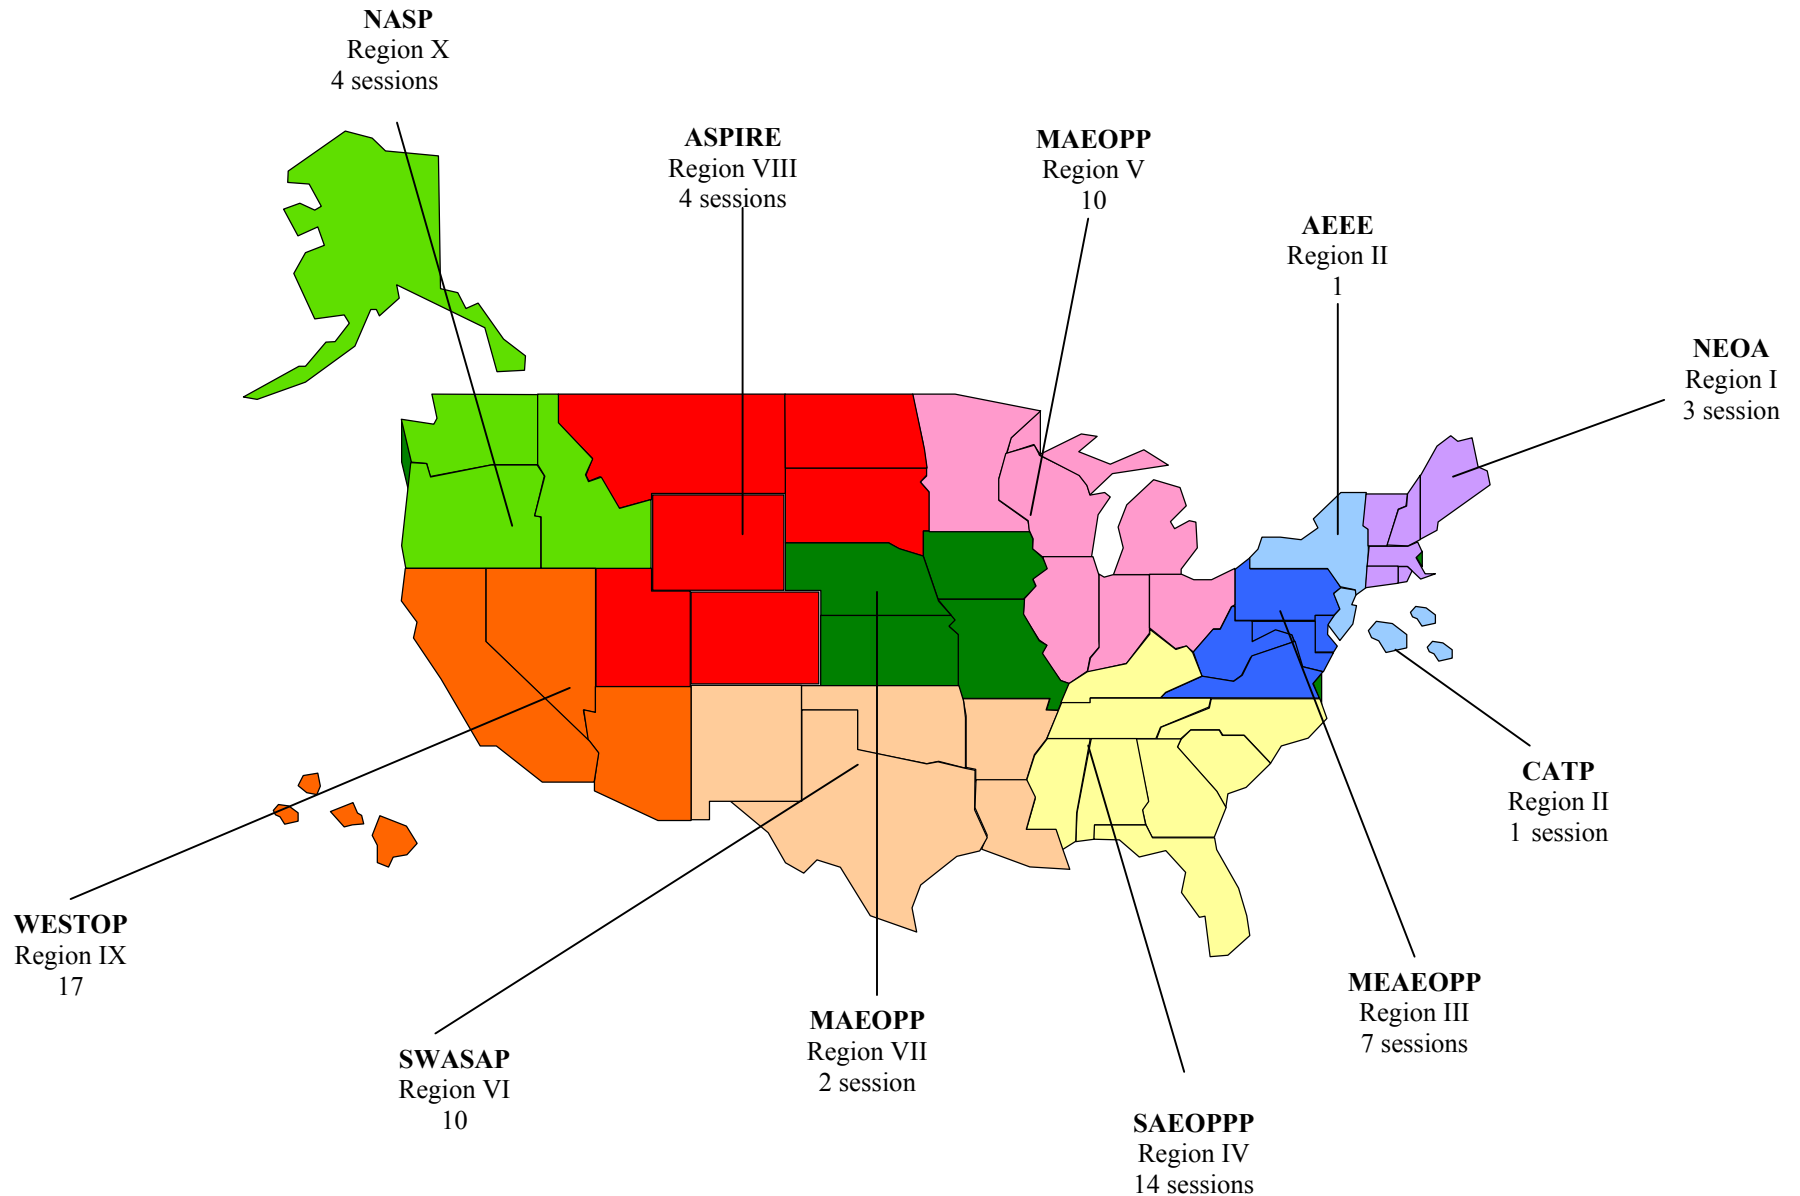 NASP
Region X
4 sessions
ASPIRE
Region VIII
4 sessions
MAEOPP
Region V
10
AEEE
Region II
1
NEOA
Region I
3 session
CATP
Region II
1 session
WESTOP
Region IX
17
MEAEOPP
Region III
7 sessions
MAEOPP
Region VII
2 session
SWASAP
Region VI
10
SAEOPPP
Region IV
14 sessions